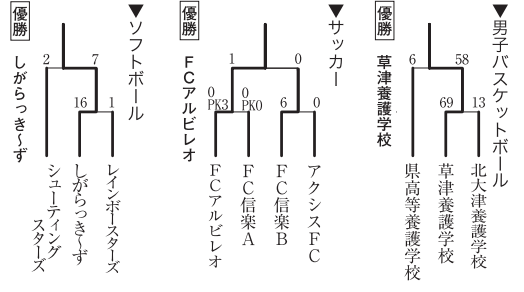 ▼男子バスケットボール
優勝
草津養護学校
6
58
69
13
北大津養護学校
草津養護学校
県高等養護学校
▼サッカー
優勝
FCアルビレオ
1
0
0
PK3
0
PK0
6
0
アクシスFC
FC信楽B
FC信楽A
FCアルビレオ
▼ソフトボール
優勝
しがらっき〜ず
2
7
16
1
レインボースターズ
しがらっき〜ず
シューティング
スターズ